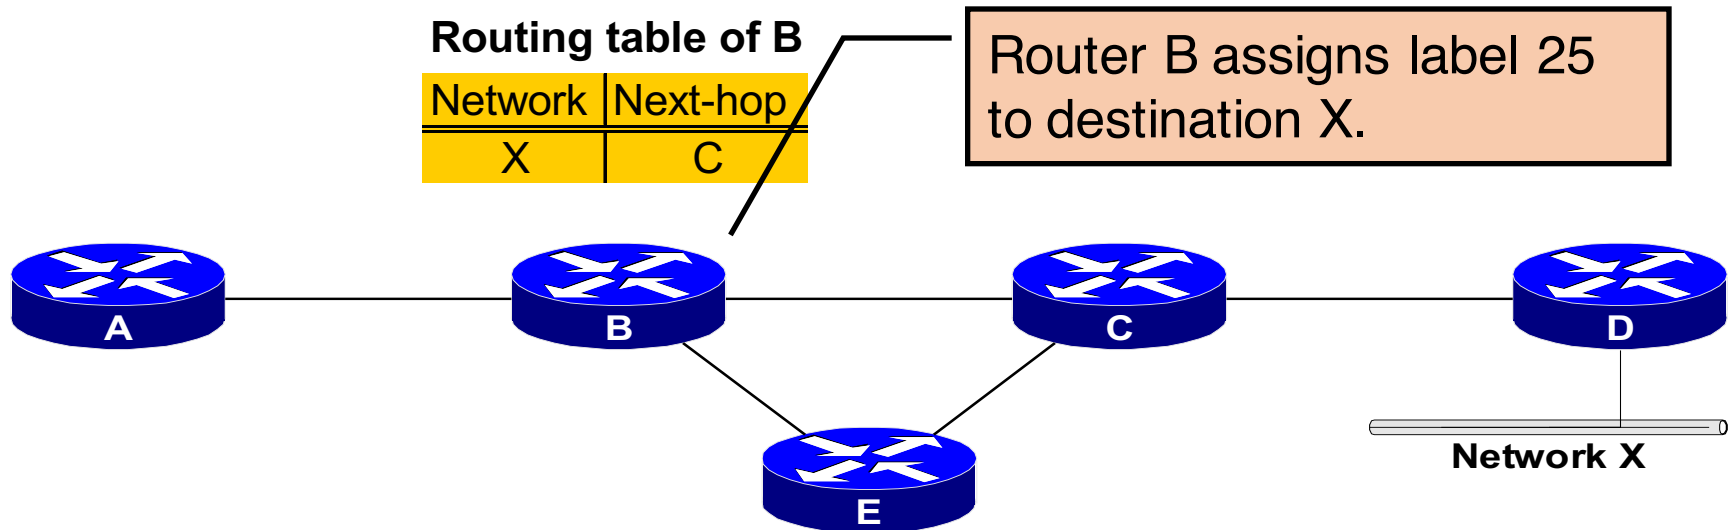 Routing table of B
Network Next-hop
X C
Router B assigns label 25
to destination X.
A B C D
E
Network X